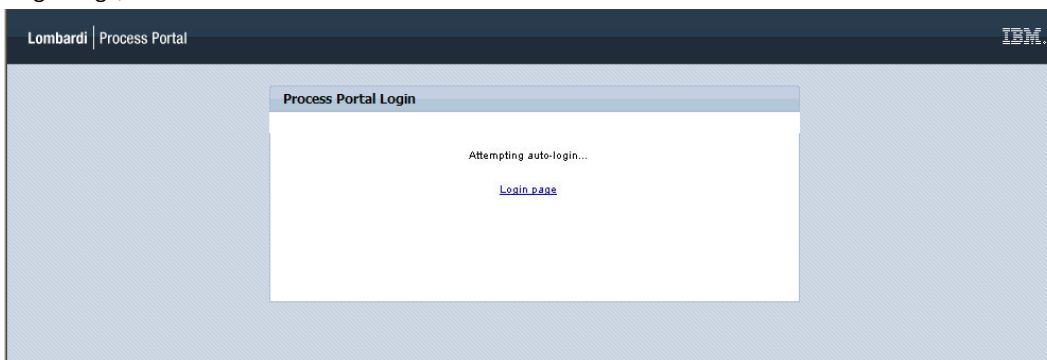 Lombardi | Process Portal
IBM.
Process Portal Login
Attempting auto-login...
Login page